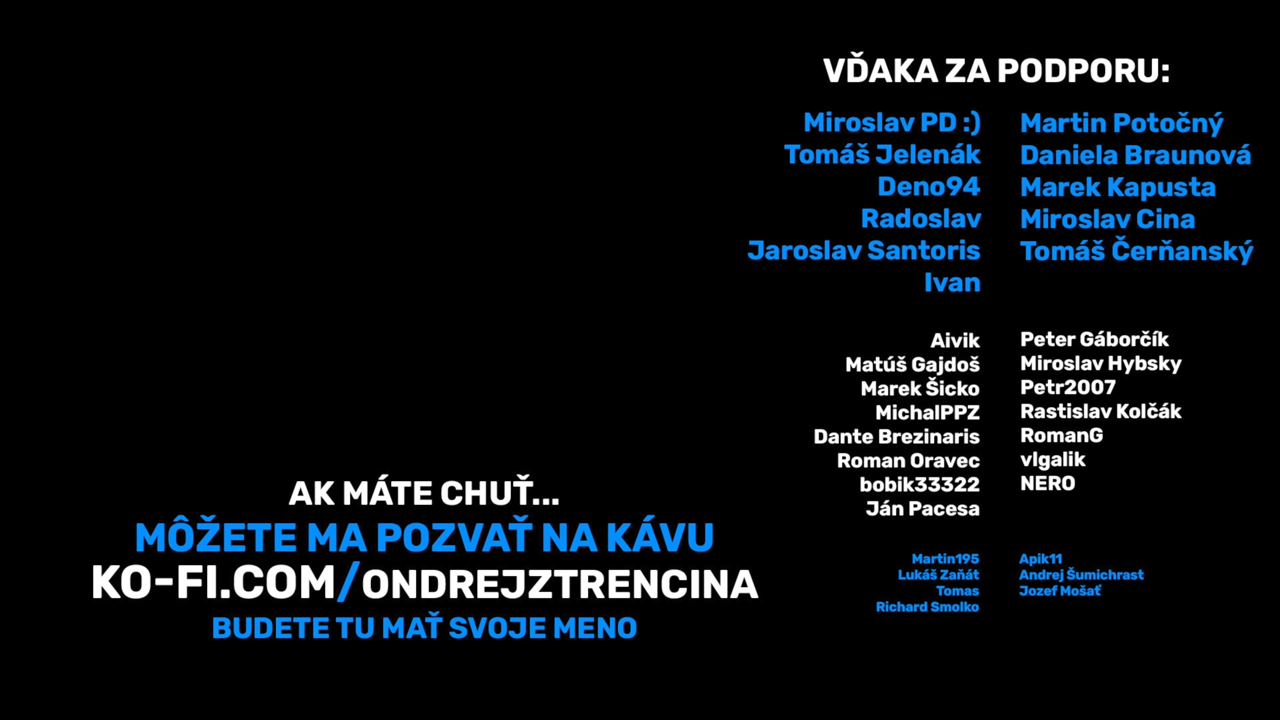 VĎAKA ZA PODPORU:
Miroslav PD :)
Tomáš Jelenák
Deno94
Radoslav
Jaroslav Santoris
Ivan
Martin Potočný
Daniela Braunová
Marek Kapusta
Miroslav Cina
Tomáš Čerňanský
Aivik
Matúš Gajdoš
Marek Šicko
MichalPPZ
Dante Brezinaris
Roman Oravec
bobik33322
Ján Pacesa
Peter Gáborčík
Miroslav Hybsky
Petr2007
Rastislav Kolčák
RomanG
vlgalik
NERO
Martin195
Lukáš Zaňát
Tomas
Richard Smolko
Apik11
Andrej Šumichrast
Jozef Mošať
AK MÁTE CHUŤ...
MÔŽETE MA POZVAŤ NA KÁVU
KO-FI.COM/ONDREJZTRENCINA
BUDETE TU MAŤ SVOJE MENO